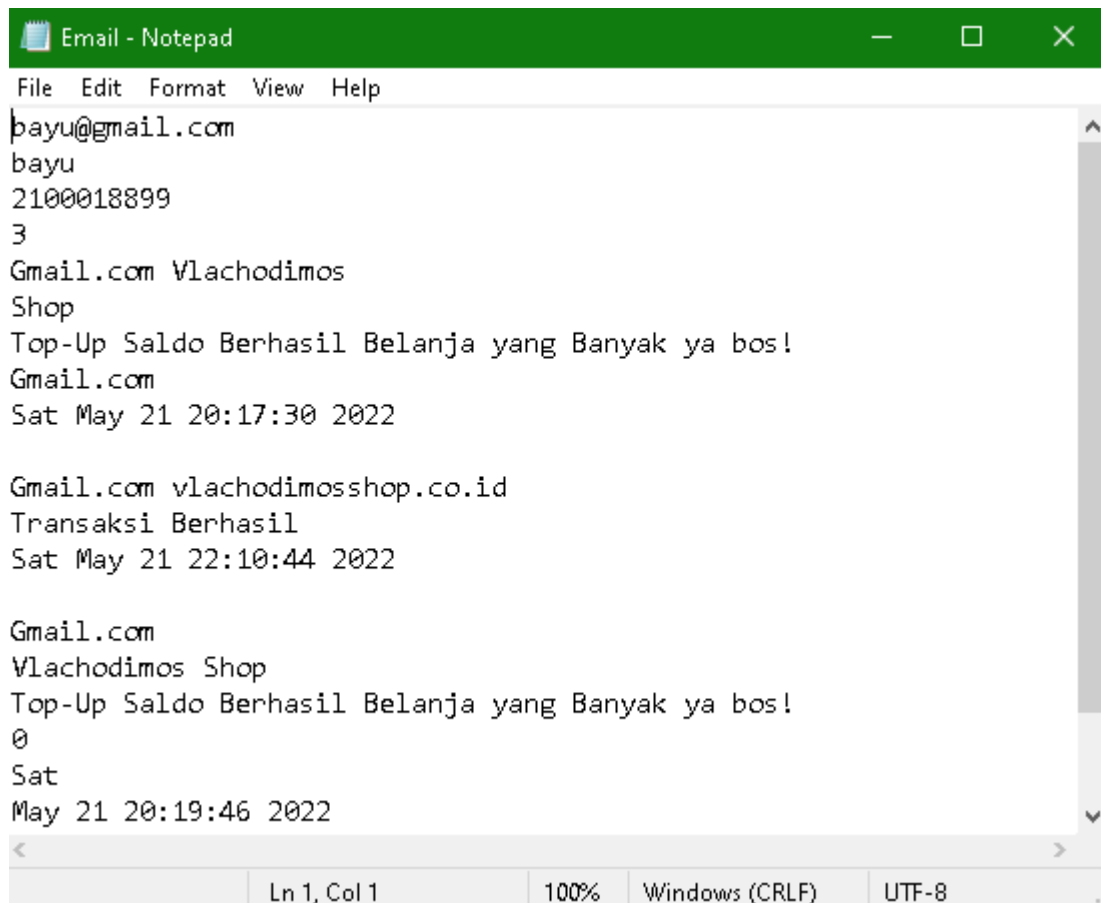 Email - Notepad
File Edit Format View Help
bayu@gmail.com
bayu
2100018899
3
Gmail.com Vlachodimos
Shop
Top-Up Saldo Berhasil Belanja yang Banyak ya bos!
Gmail.com
Sat May 21 20:17:30 2022

Gmail.com vlachodimosshop.co.id
Transaksi Berhasil
Sat May 21 22:10:44 2022

Gmail.com
Vlachodimos Shop
Top-Up Saldo Berhasil Belanja yang Banyak ya bos!
0
Sat
May 21 20:19:46 2022
Ln 1, Col 1 100% Windows (CRLF) UTF-8